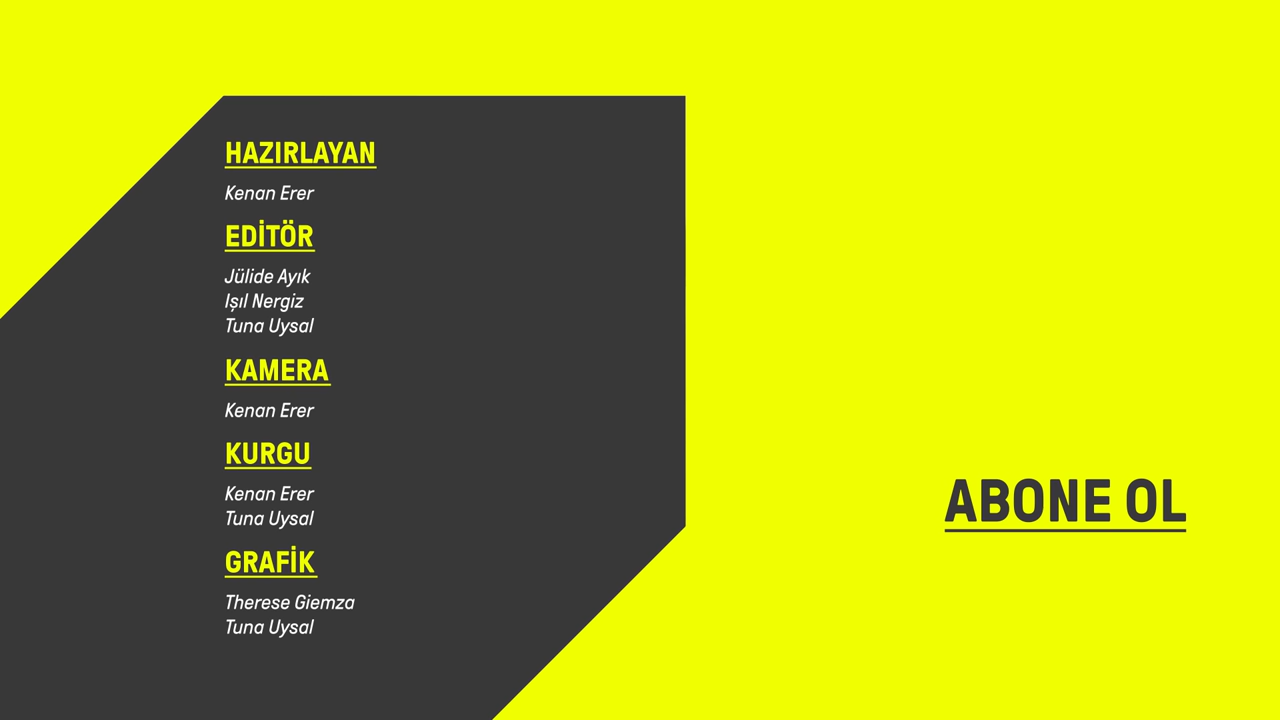 HAZIRLAYAN
Kenan Erer
EDİTÖR
Jülide Ayık
Işıl Nergiz
Tuna Uysal
KAMERA
Kenan Erer
KURGU
Kenan Erer
Tuna Uysal
GRAFİK
Therese Giemza
Tuna Uysal
ABONE OL